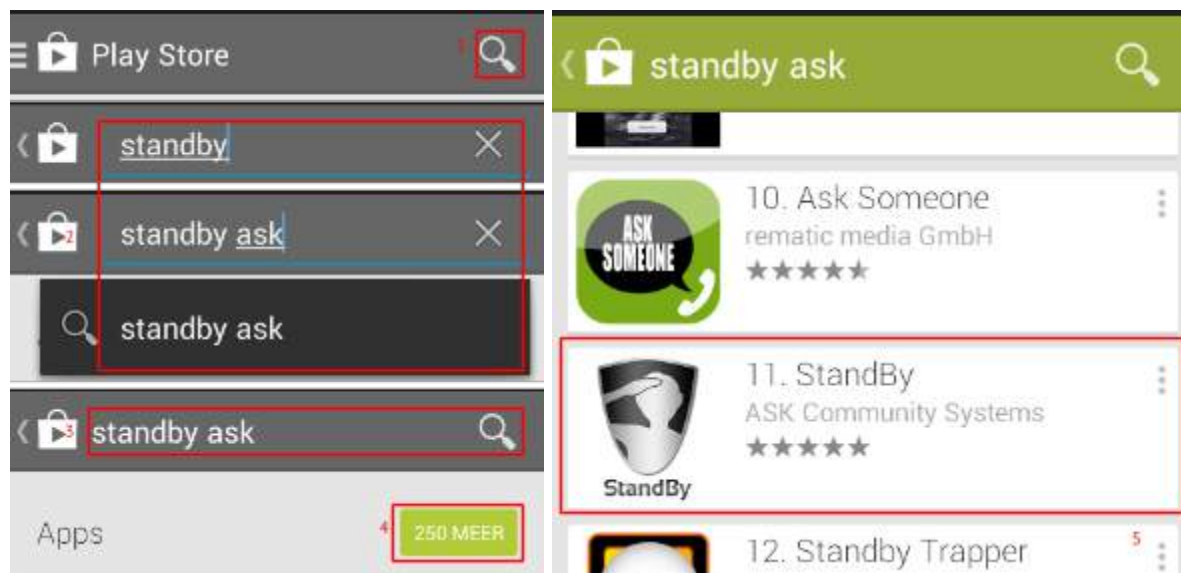 Play Store
1
standby
2
standby ask
standby ask
3
standby ask
Apps
4
250 MEER
standby ask
ASK
SOMEONE
10. Ask Someone
rematic media GmbH
StandBy
11. StandBy
ASK Community Systems
12. Standby Trapper
5